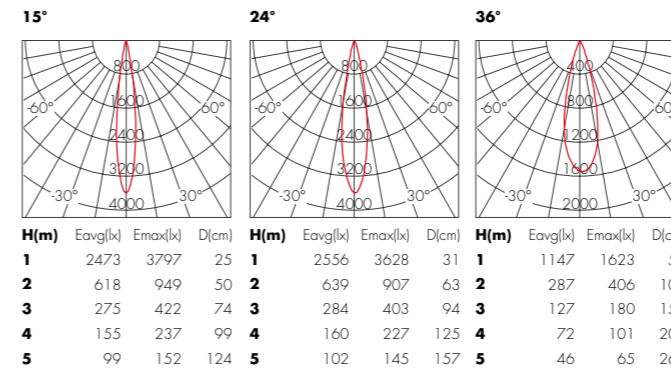 15° 24° 36°
800 800 400
1600 1600 800
-60° 60° -60° 60° -60°
2400 2400 1200
3200 3200 1600
-30° 30° -30° 30° -30° 30°
4000 4000 2000
H(m) Eavg(lx) Emax(lx) D(cm) H(m) Eavg(lx) Emax(lx) D(cm) H(m) Eavg(lx) Emax(lx)
1 2473 3797 25 1 2556 3628 31 1 1147 1623
2 618 949 50 2 639 907 63 2 287 406
3 275 422 74 3 284 403 94 3 127 180
4 155 237 99 4 160 227 125 4 72 101
5 99 152 124 5 102 145 157 5 46 65